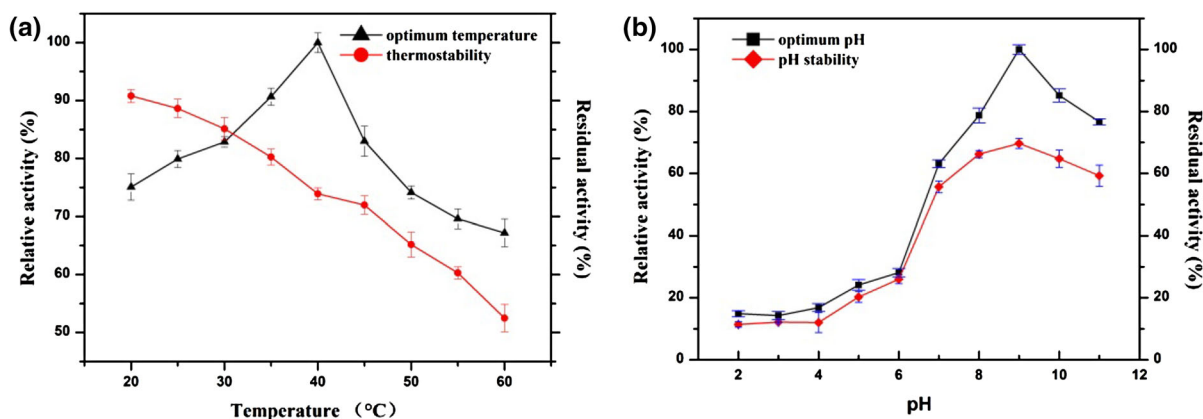 (a)
optimum temperature
thermostability
Relative activity (%)
100
90
80
70
60
50
20
30
40
50
60
Temperature (°C)
Residual activity (%)
(b)
optimum pH
pH stability
Relative activity (%)
100
80
60
40
20
0
2
4
6
8
10
12
pH
100
80
60
40
20
0
Residual activity (%)